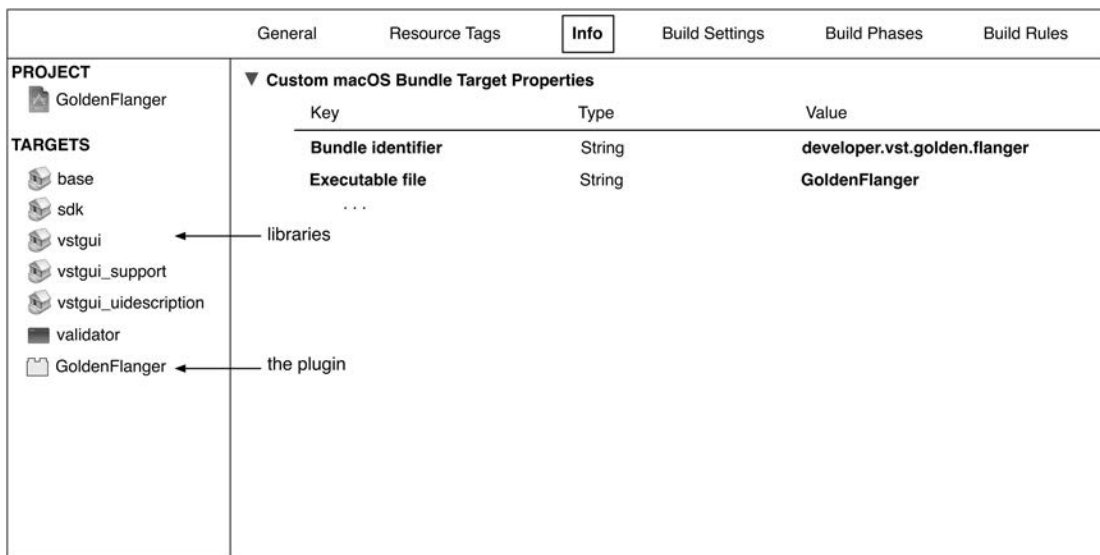 General Resource Tags Info Build Settings Build Phases Build Rules
PROJECT
GoldenFlanger
TARGETS
base
sdk
vstgui
vstgui_support
vstgui_uidescription
validator
GoldenFlanger
libraries
the plugin
Custom macOS Bundle Target Properties
Key Type Value
Bundle identifier String developer.vst.golden.flanger
Executable file String GoldenFlanger
. . .